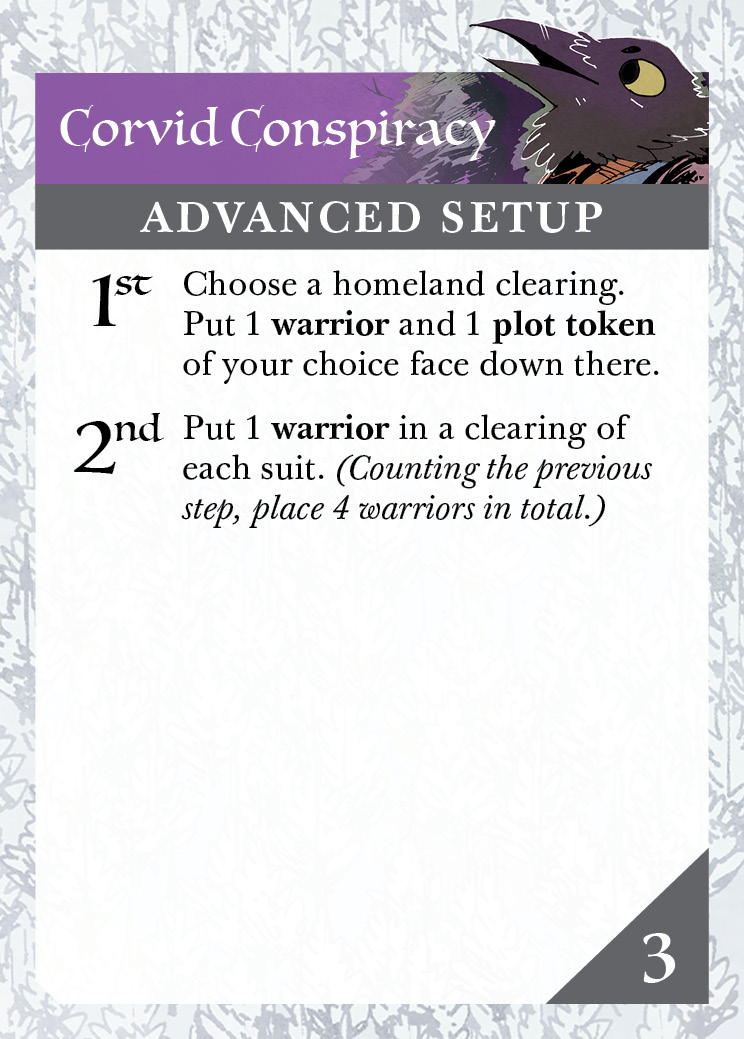 Corvid Conspiracy
ADVANCED SETUP
1st Choose a homeland clearing.
Put 1 warrior and 1 plot token
of your choice face down there.
2nd Put 1 warrior in a clearing of
each suit. (Counting the previous
step, place 4 warriors in total.)
3